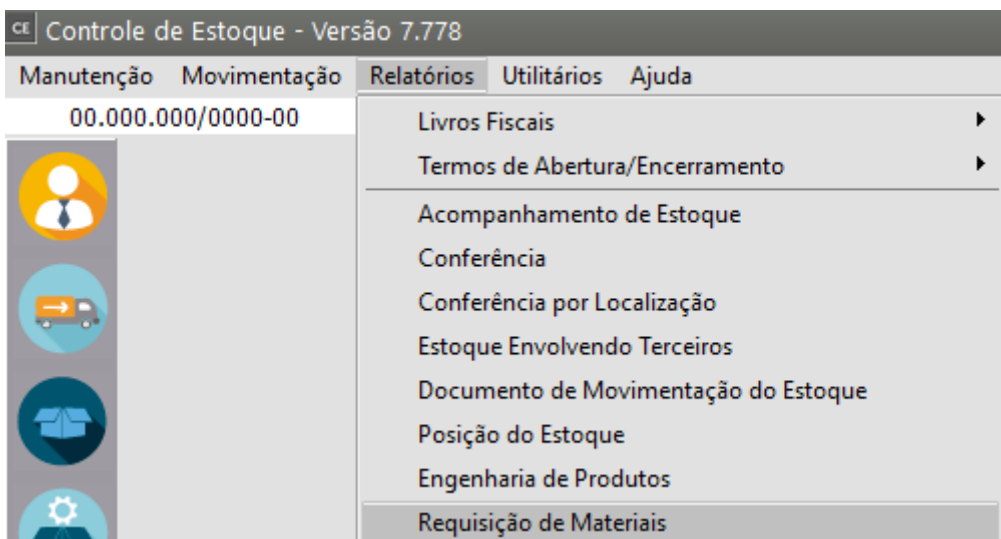 CE Controle de Estoque - Versão 7.778
Manutenção Movimentação Relatórios Utilitários Ajuda
00.000.000/0000-00
Livros Fiscais
Termos de Abertura/Encerramento
Acompanhamento de Estoque
Conferência
Conferência por Localização
Estoque Envolvendo Terceiros
Documento de Movimentação do Estoque
Posição do Estoque
Engenharia de Produtos
Requisição de Materiais